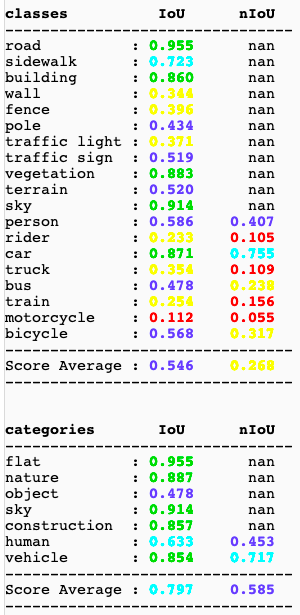 classes IoU nIoU
--------------------------------
road : 0.955 nan
sidewalk : 0.723 nan
building : 0.860 nan
wall : 0.344 nan
fence : 0.396 nan
pole : 0.434 nan
traffic light : 0.371 nan
traffic sign : 0.519 nan
vegetation : 0.883 nan
terrain : 0.520 nan
sky : 0.914 nan
person : 0.586 0.407
rider : 0.233 0.105
car : 0.871 0.755
truck : 0.354 0.109
bus : 0.478 0.238
train : 0.254 0.156
motorcycle : 0.112 0.055
bicycle : 0.568 0.317
--------------------------------
Score Average : 0.546 0.268
--------------------------------
categories IoU nIoU
--------------------------------
flat : 0.955 nan
nature : 0.887 nan
object : 0.478 nan
sky : 0.914 nan
construction : 0.857 nan
human : 0.633 0.453
vehicle : 0.854 0.717
--------------------------------
Score Average : 0.797 0.585
--------------------------------